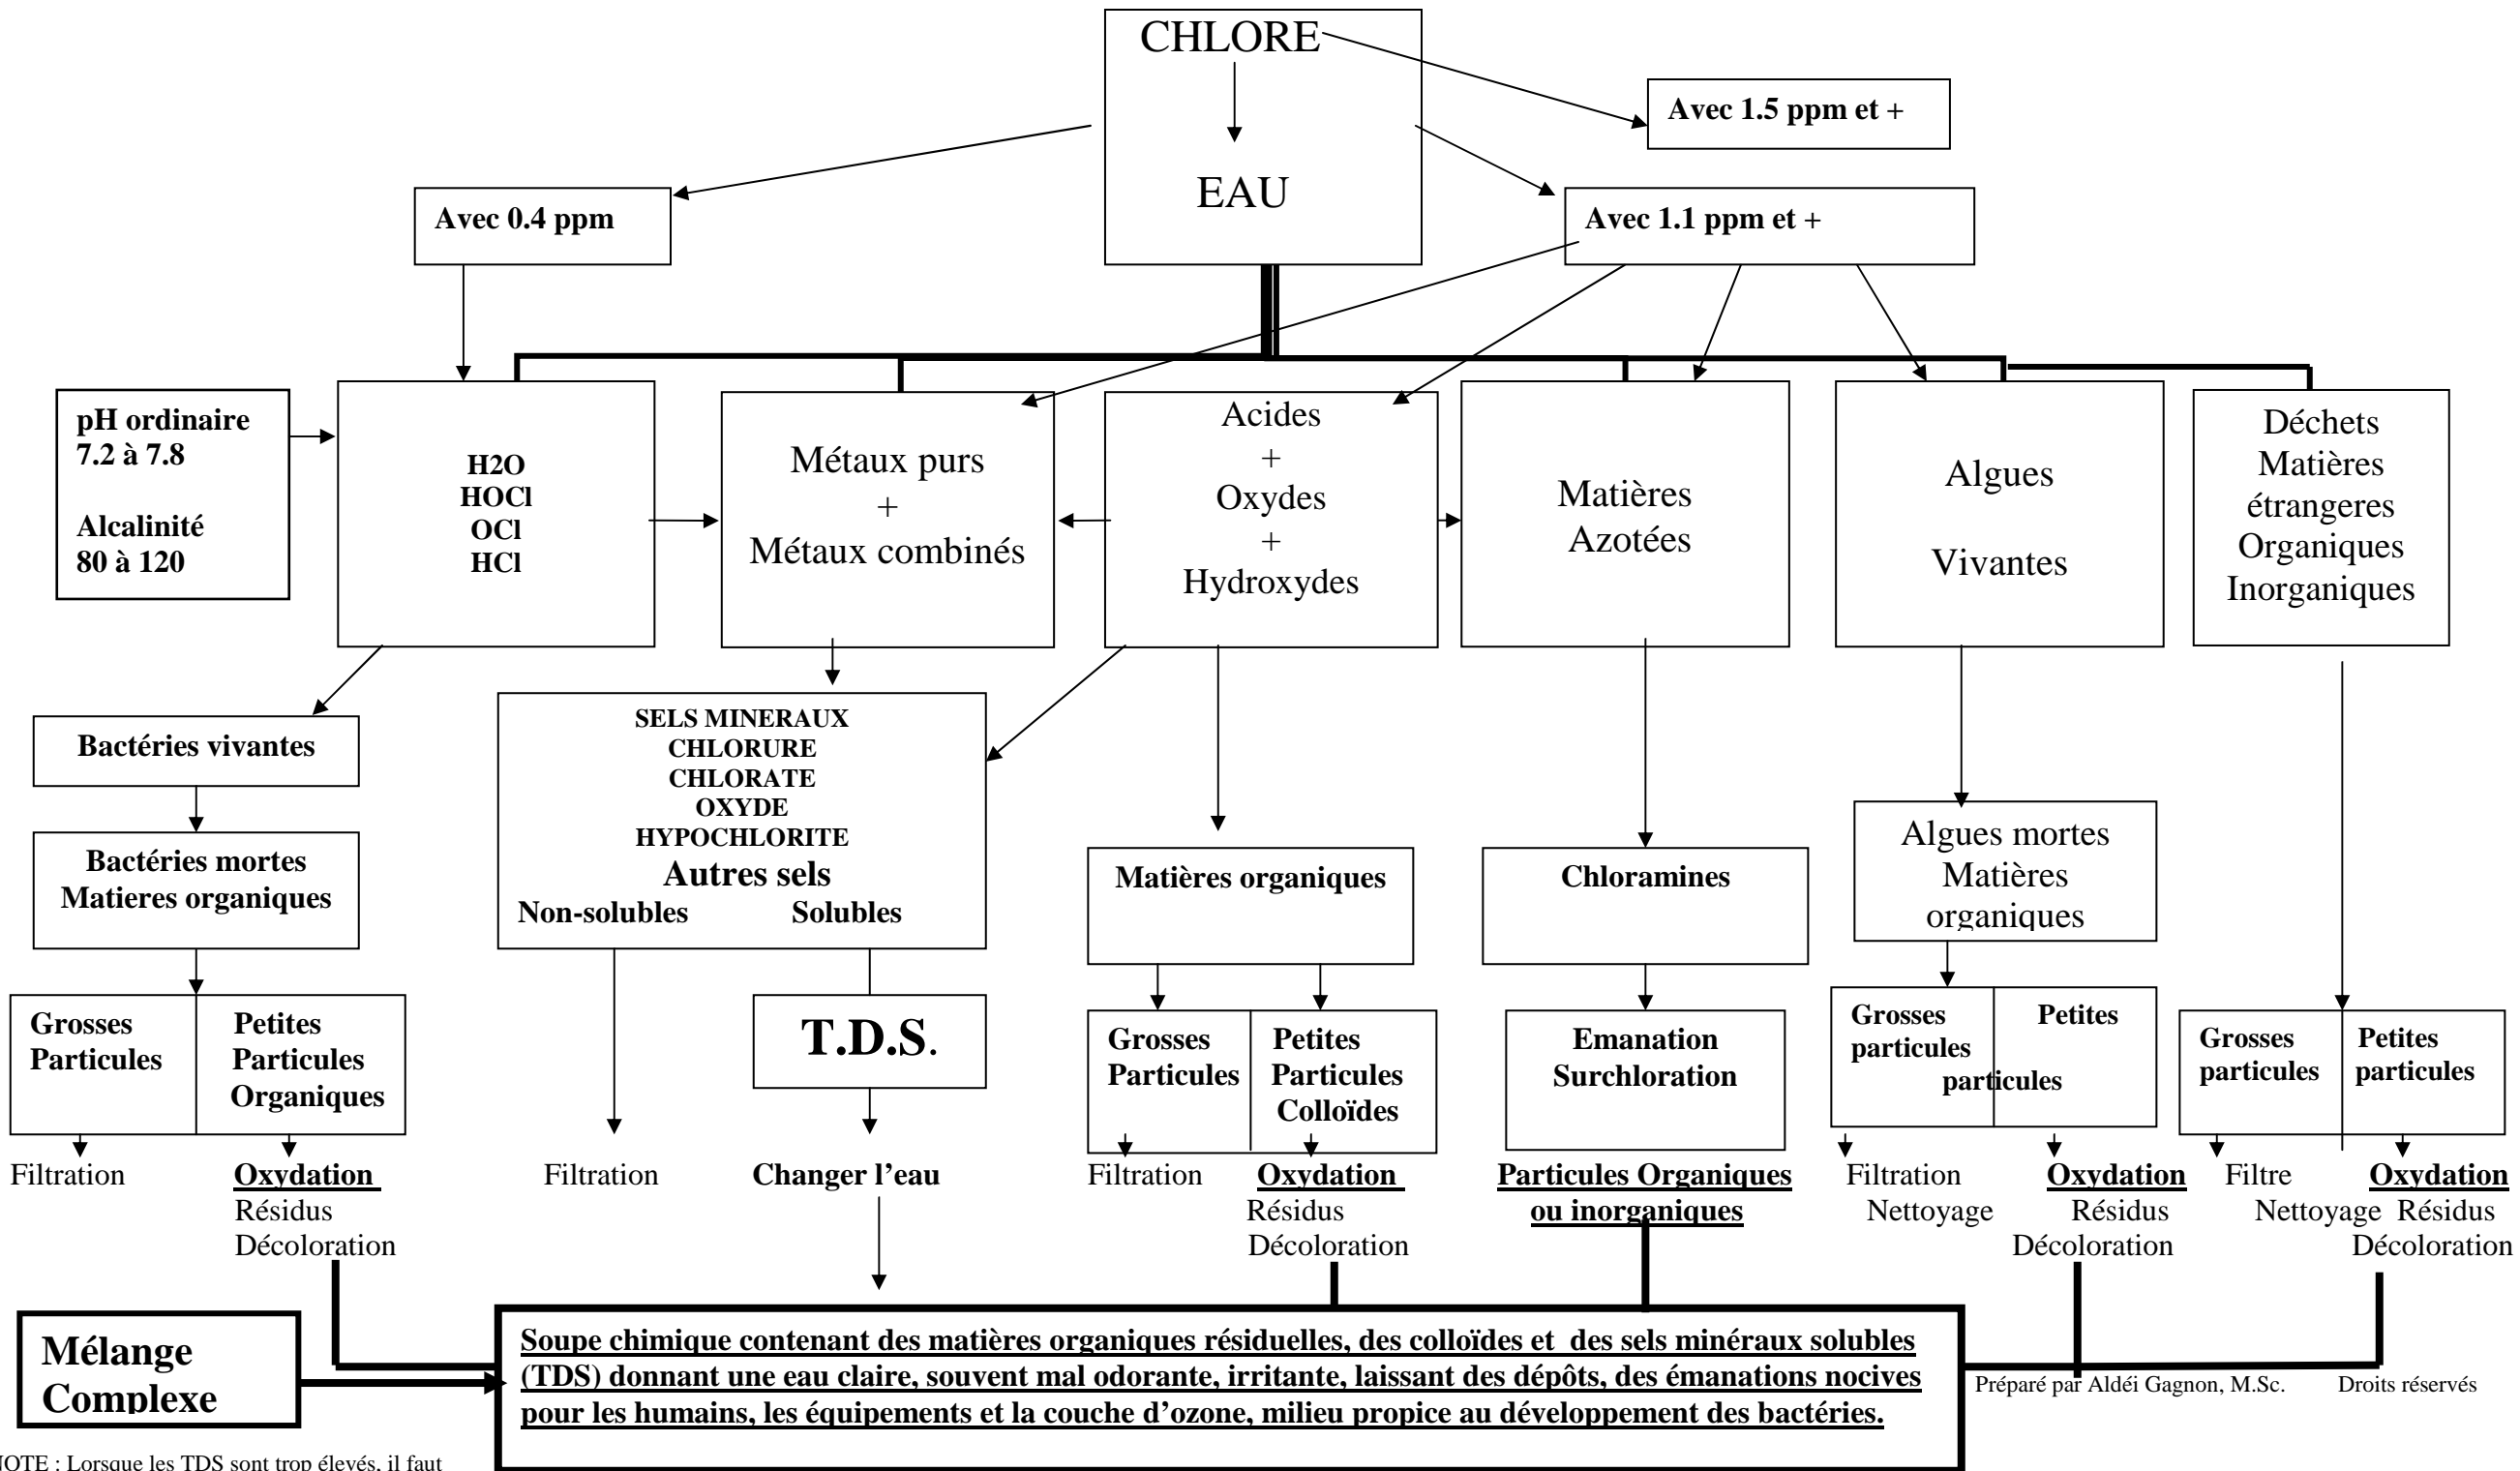 CHLORE
EAU
Avec 1.5 ppm et +
Avec 0.4 ppm
Avec 1.1 ppm et +
pH ordinaire
7.2 à 7.8
Alcalinité
80 à 120
H2O
HOCl
OCl
HCl
Métaux purs
+
Métaux combinés
Acides
+
Oxydes
+
Hydroxydes
Matières
Azotées
Algues
Vivantes
Déchets
Matières
étrangeres
Organiques
Inorganiques
Bactéries vivantes
Bactéries mortes
Matieres organiques
SELS MINERAUX
CHLORURE
CHLORATE
OXYDE
HYPOCHLORITE
Autres sels
Non-solubles Solubles
Matières organiques
Chloramines
Algues mortes
Matières
organiques
Grosses
Particules
Petites
Particules
Organiques
T.D.S.
Grosses
Particules
Petites
Particules
Colloïdes
Emanation
Surchloration
Grosses
particules
Petites
particules
Grosses
particules
Petites
particules
Filtration
Oxydation
Résidus
Décoloration
Filtration
Changer l'eau
Filtration
Oxydation
Résidus
Décoloration
Particules Organiques
ou inorganiques
Filtration
Nettoyage
Oxydation
Résidus
Décoloration
Filtre
Nettoyage
Oxydation
Résidus
Décoloration
Mélange
Complexe
Soupe chimique contenant des matières organiques résiduelles, des colloïdes et des sels minéraux solubles
(TDS) donnant une eau claire, souvent mal odorante, irritante, laissant des dépôts, des émanations nocives
pour les humains, les équipements et la couche d'ozone, milieu propice au développement des bactéries.
Préparé par Aldéi Gagnon, M.Sc. Droits réservés
NOTE : Lorsque les TDS sont trop élevés, il faut